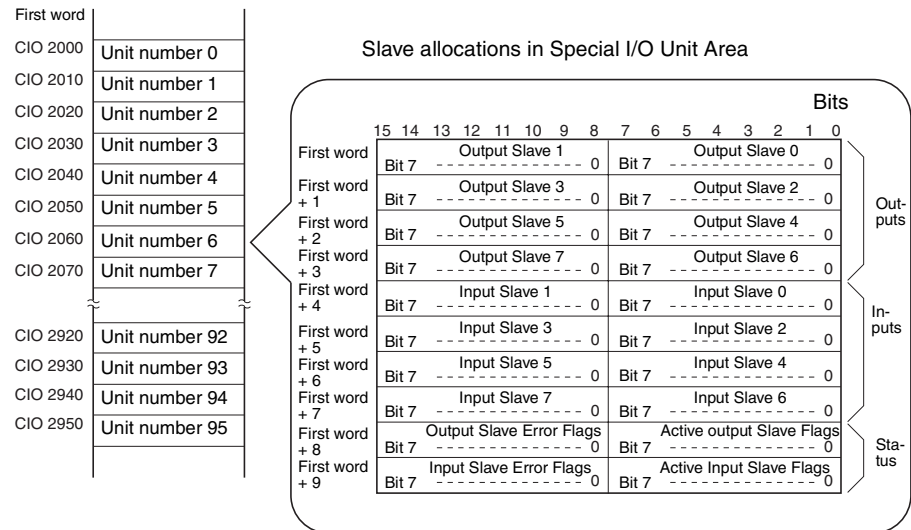 First word
CIO 2000 Unit number 0
CIO 2010 Unit number 1
CIO 2020 Unit number 2
CIO 2030 Unit number 3
CIO 2040 Unit number 4
CIO 2050 Unit number 5
CIO 2060 Unit number 6
CIO 2070 Unit number 7
CIO 2920 Unit number 92
CIO 2930 Unit number 93
CIO 2940 Unit number 94
CIO 2950 Unit number 95
Slave allocations in Special I/O Unit Area
Bits
15 14 13 12 11 10 9 8 7 6 5 4 3 2 1 0
First word
Output Slave 1 Output Slave 0
Bit 7 0 Bit 7 0
First word
+ 1
Output Slave 3 Output Slave 2
Bit 7 0 Bit 7 0
First word
+ 2
Output Slave 5 Output Slave 4
Bit 7 0 Bit 7 0
First word
+ 3
Output Slave 7 Output Slave 6
Bit 7 0 Bit 7 0
Out-
puts
First word
+ 4
Input Slave 1 Input Slave 0
Bit 7 0 Bit 7 0
First word
+ 5
Input Slave 3 Input Slave 2
Bit 7 0 Bit 7 0
First word
+ 6
Input Slave 5 Input Slave 4
Bit 7 0 Bit 7 0
First word
+ 7
Input Slave 7 Input Slave 6
Bit 7 0 Bit 7 0
In-
puts
First word
+ 8
Output Slave Error Flags Active output Slave Flags
Bit 7 0 Bit 7 0
First word
+ 9
Input Slave Error Flags Active Input Slave Flags
Bit 7 0 Bit 7 0
Sta-
tus